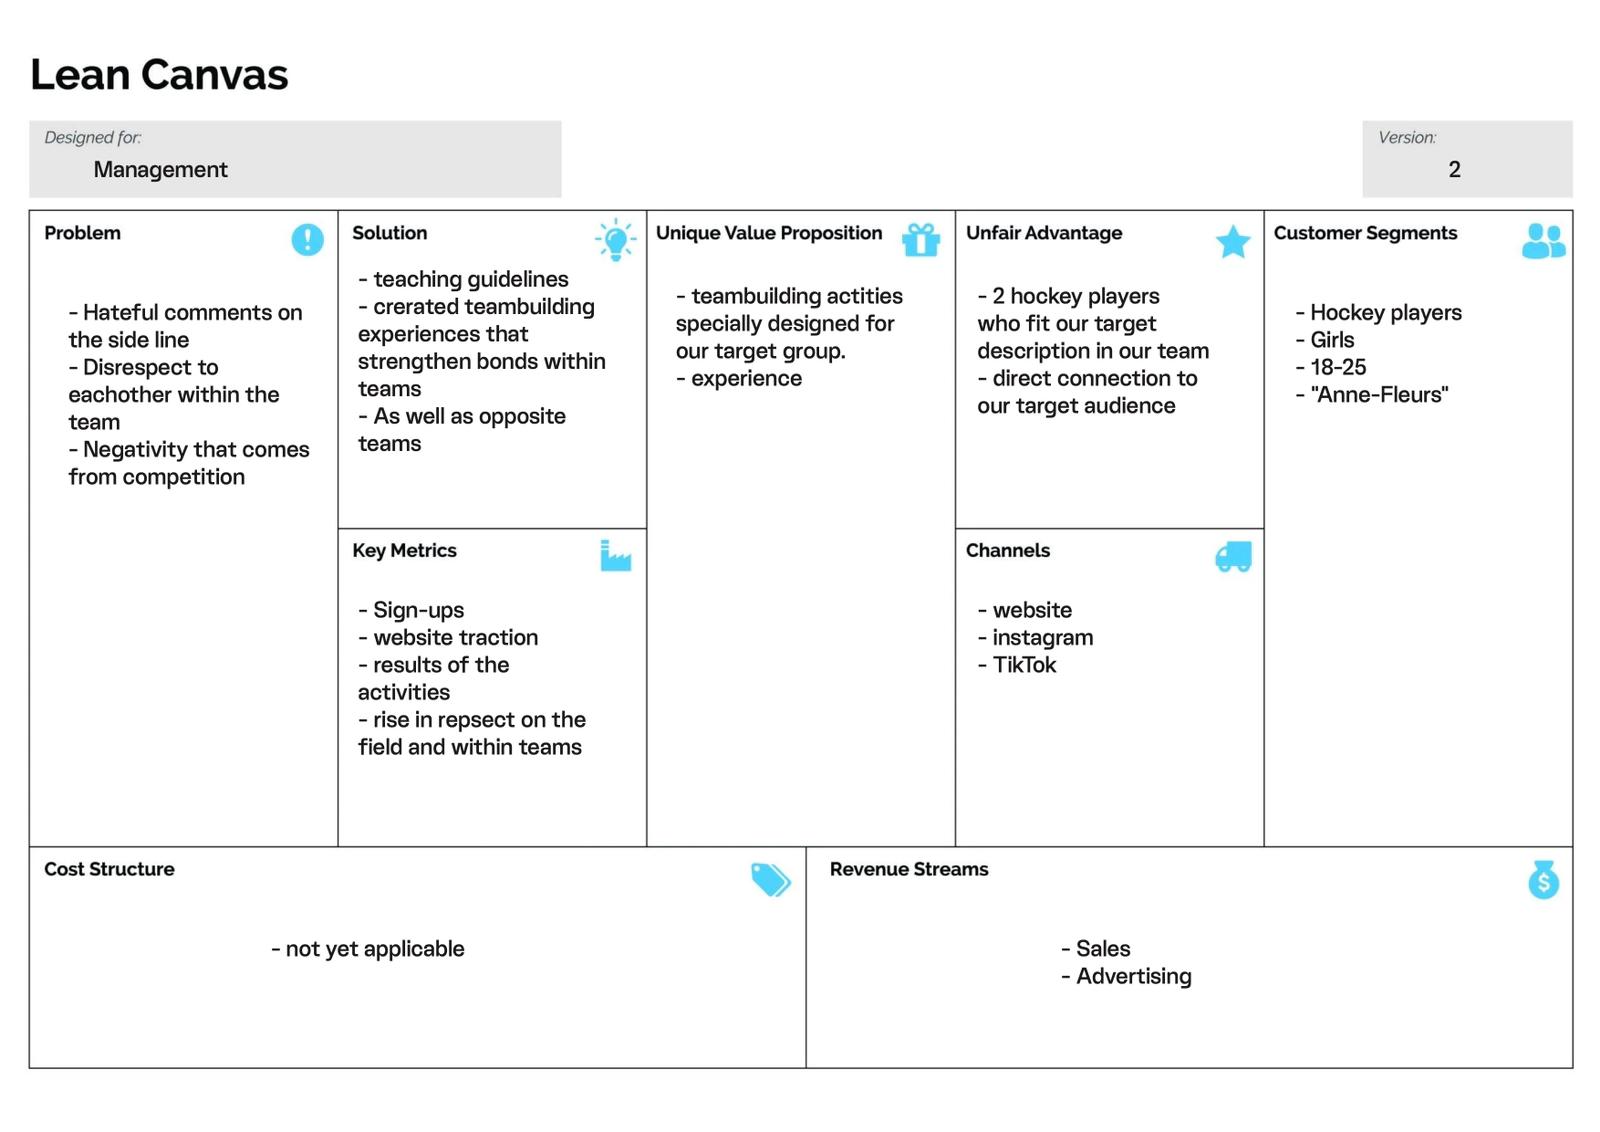 Lean Canvas
Designed for:
Management
Version:
2
Problem
- Hateful comments on
the side line
- Disrespect to
eachother within the
team
- Negativity that comes
from competition
Solution
- teaching guidelines
- crerated teambuilding
experiences that
strengthen bonds within
teams
- As well as opposite
teams
Key Metrics
- Sign-ups
- website traction
- results of the
activities
- rise in repsect on the
field and within teams
Unique Value Proposition
- teambuilding actities
specially designed for
our target group.
- experience
Unfair Advantage
- 2 hockey players
who fit our target
description in our team
- direct connection to
our target audience
Channels
- website
- instagram
- TikTok
Customer Segments
- Hockey players
- Girls
- 18-25
- "Anne-Fleurs"
Cost Structure
- not yet applicable
Revenue Streams
- Sales
- Advertising